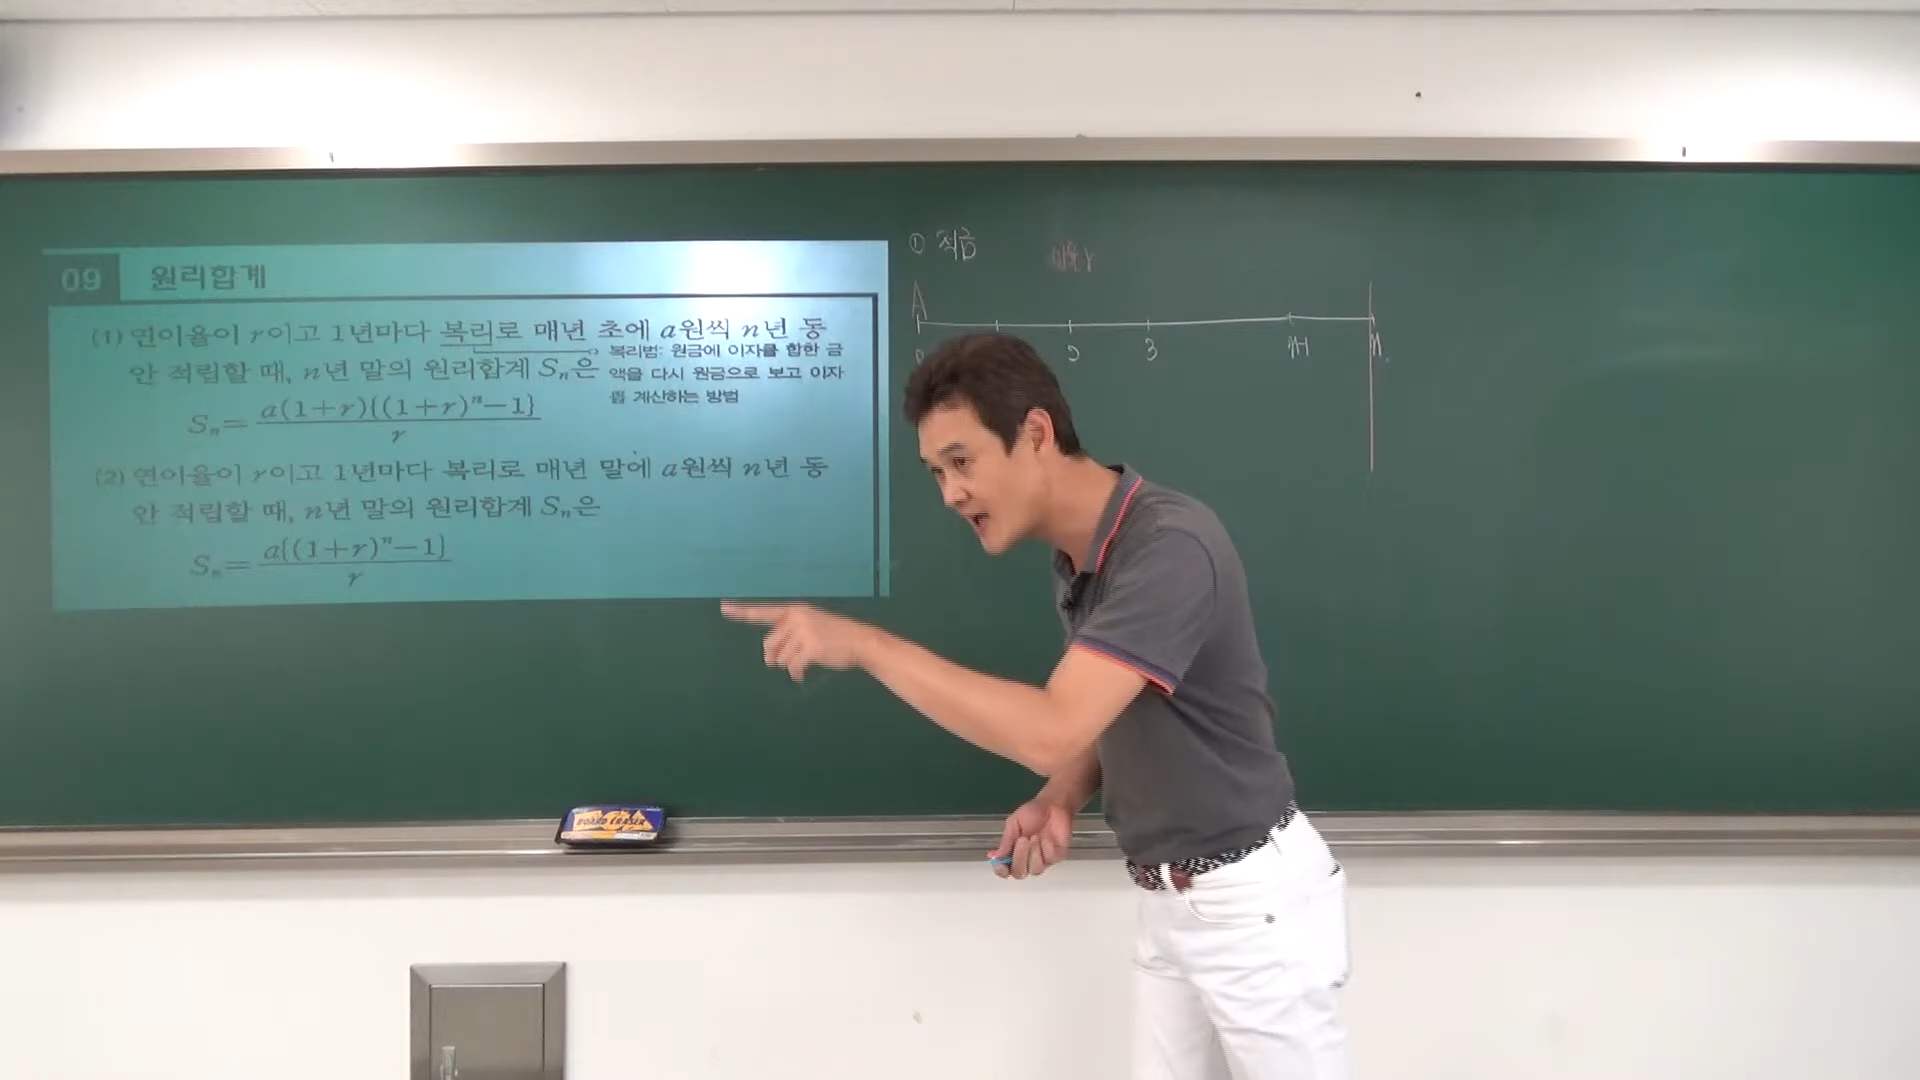 09 원리합계
(1) 연이율이 r이고 1년마다 복리로 매년 초에 a원씩 n년 동
안 적립할 때, n년 말의 원리합계 Sₙ은
복리법: 원금에 이자를 합한 금
액을 다시 원금으로 보고 이자
를 계산하는 방법
Sₙ= a(1+r){(1+r)ⁿ−1} / r
(2) 연이율이 r이고 1년마다 복리로 매년 말에 a원씩 n년 동
안 적립할 때, n년 말의 원리합계 Sₙ은
Sₙ= a{(1+r)ⁿ−1} / r
① 적금
이율 r
A
2 3 n-1 n
BOARD ERASER